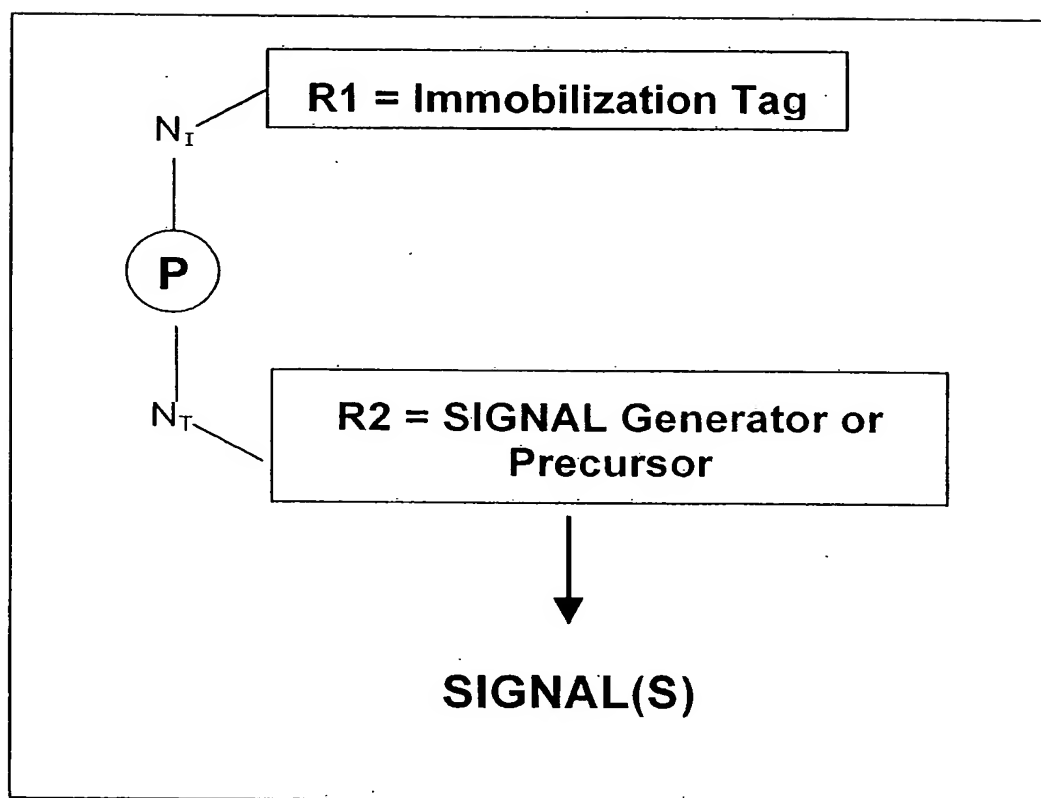 R1 = Immobilization Tag
N_I
P
N_T
R2 = SIGNAL Generator or
Precursor
SIGNAL(S)